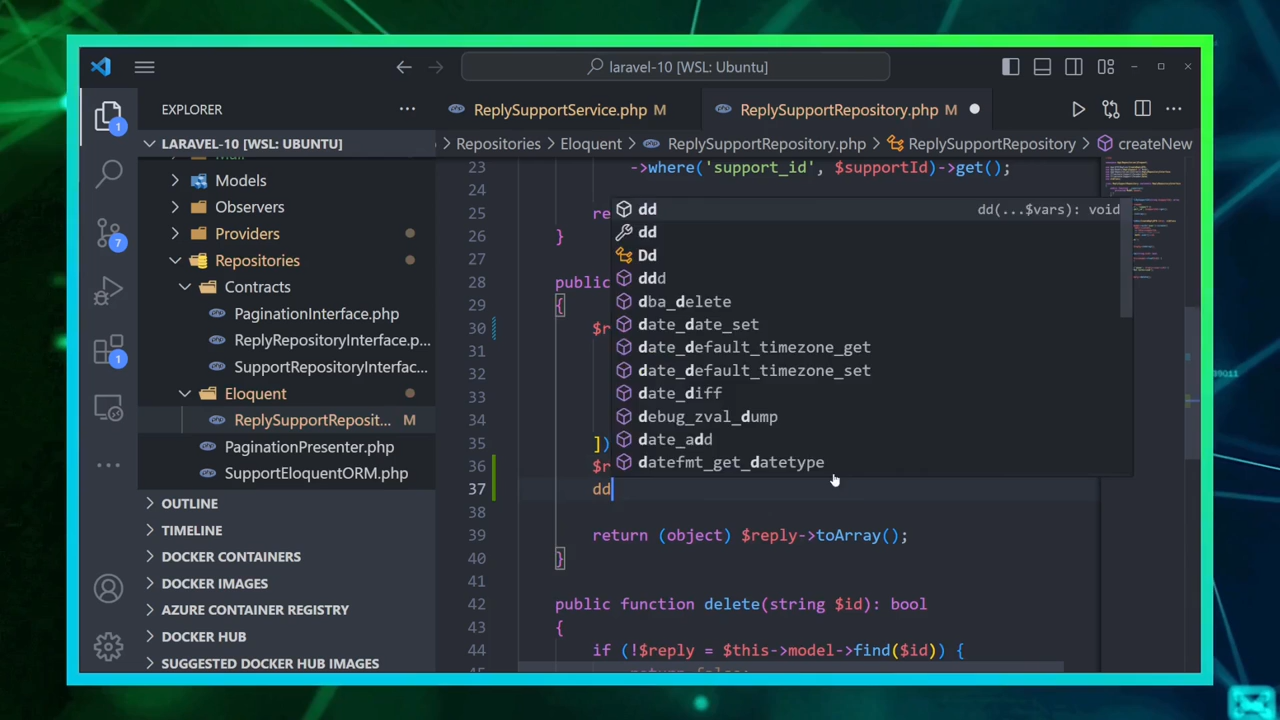 laravel-10 [WSL: Ubuntu]
EXPLORER
ReplySupportService.php M
ReplySupportRepository.php M
LARAVEL-10 [WSL: UBUNTU]
Repositories
Eloquent
ReplySupportRepository.php
ReplySupportRepository
createNew
1
7
1
Models
Observers
Providers
Repositories
Contracts
PaginationInterface.php
ReplyRepositoryInterface.p...
SupportRepositoryInterfac...
Eloquent
ReplySupportReposit... M
PaginationPresenter.php
SupportEloquentORM.php
OUTLINE
TIMELINE
DOCKER CONTAINERS
DOCKER IMAGES
AZURE CONTAINER REGISTRY
DOCKER HUB
SUGGESTED DOCKER HUB IMAGES
23 ->where('support_id', $supportId)->get();
24
25 re
26 }
27
28 public
29 {
30 $r
31
32
33
34
35 ])
36 $r
37 dd
38
39 return (object) $reply->toArray();
40 }
41
42 public function delete(string $id): bool
43 {
44 if (!$reply = $this->model->find($id)) {
dd dd(...$vars): void
dd
Dd
ddd
dba_delete
date_date_set
date_default_timezone_get
date_default_timezone_set
date_diff
debug_zval_dump
date_add
datefmt_get_datetype